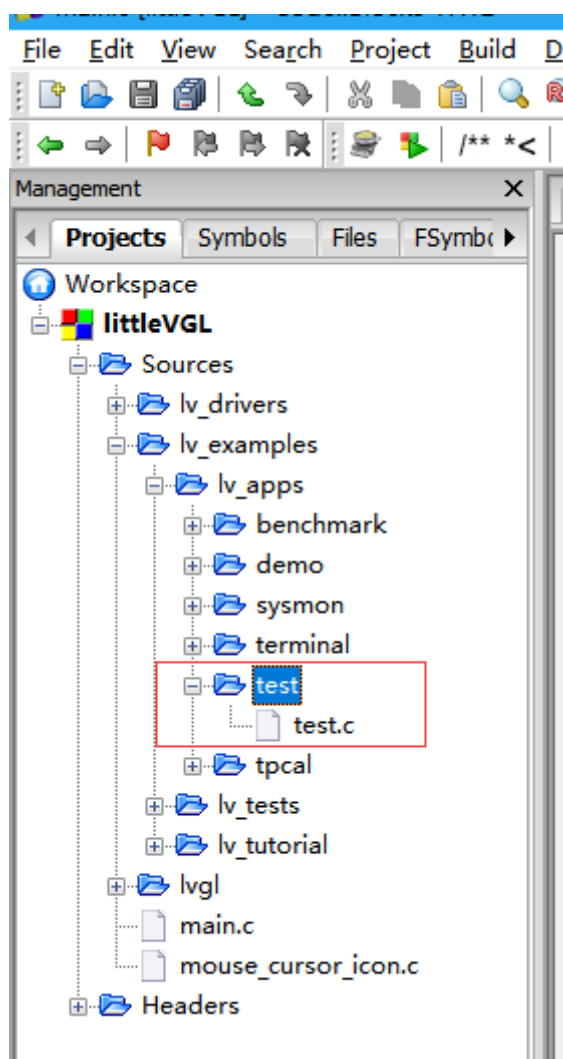 File Edit View Search Project Build D
/** *<
Management X
Projects Symbols Files FSymbo
Workspace
littleVGL
Sources
lv_drivers
lv_examples
lv_apps
benchmark
demo
sysmon
terminal
test
test.c
tpcal
lv_tests
lv_tutorial
lvgl
main.c
mouse_cursor_icon.c
Headers